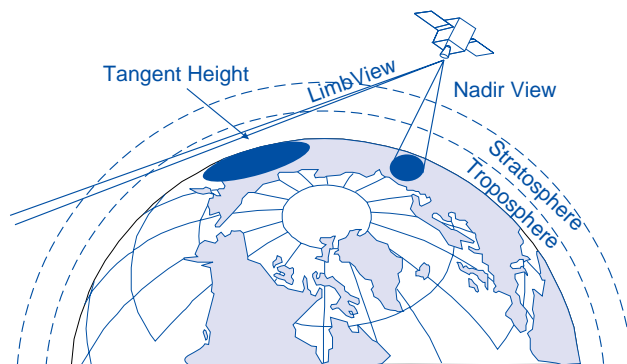 Tangent Height
LimbView
Nadir View
Stratosphere
Troposphere